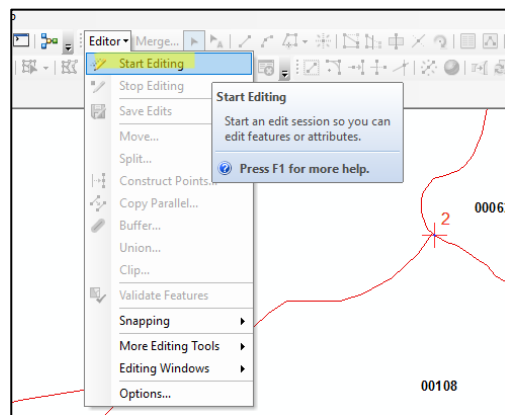 Editor Merge...
Start Editing
Stop Editing
Save Edits
Move...
Split...
Construct Points...
Copy Parallel...
Buffer...
Union...
Clip...
Validate Features
Snapping
More Editing Tools
Editing Windows
Options...
Start Editing
Start an edit session so you can
edit features or attributes.
Press F1 for more help.
2
00108